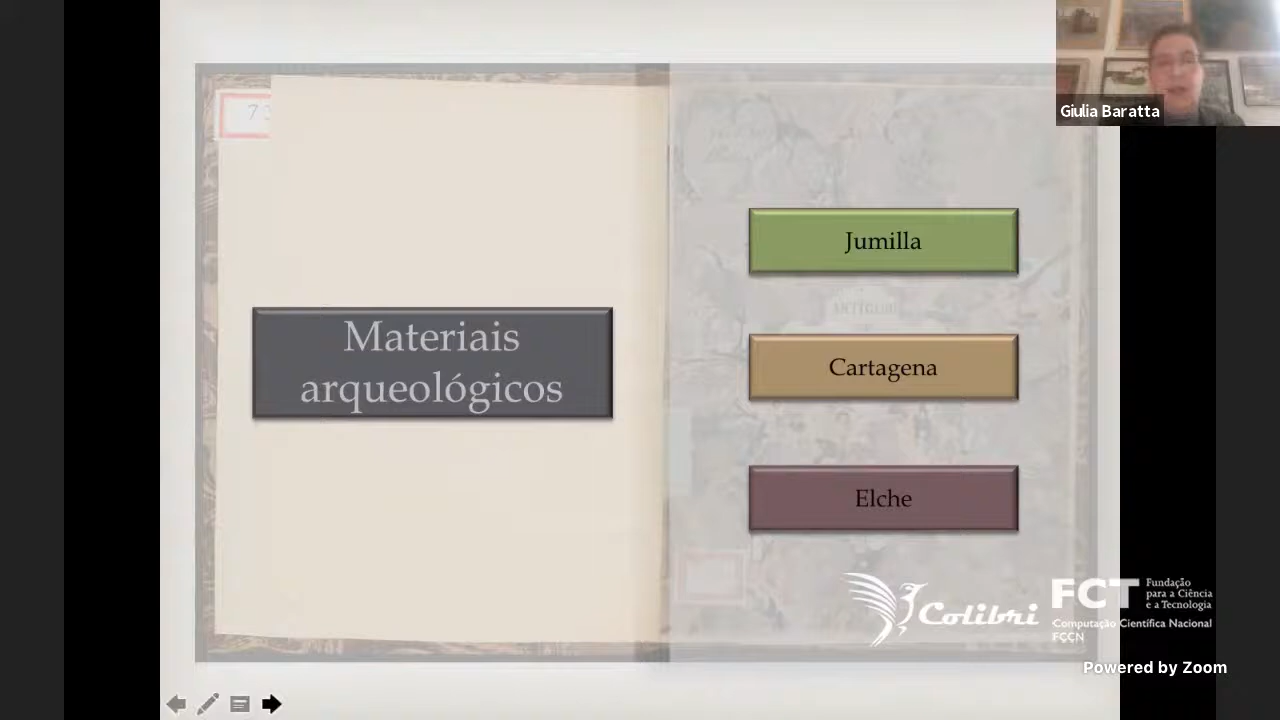 Giulia Baratta
Materiais
arqueológicos
Jumilla
Cartagena
Elche
Colibri
FCT
Fundação
para a Ciência
e a Tecnologia
Computação Científica Nacional
FCCN
Powered by Zoom